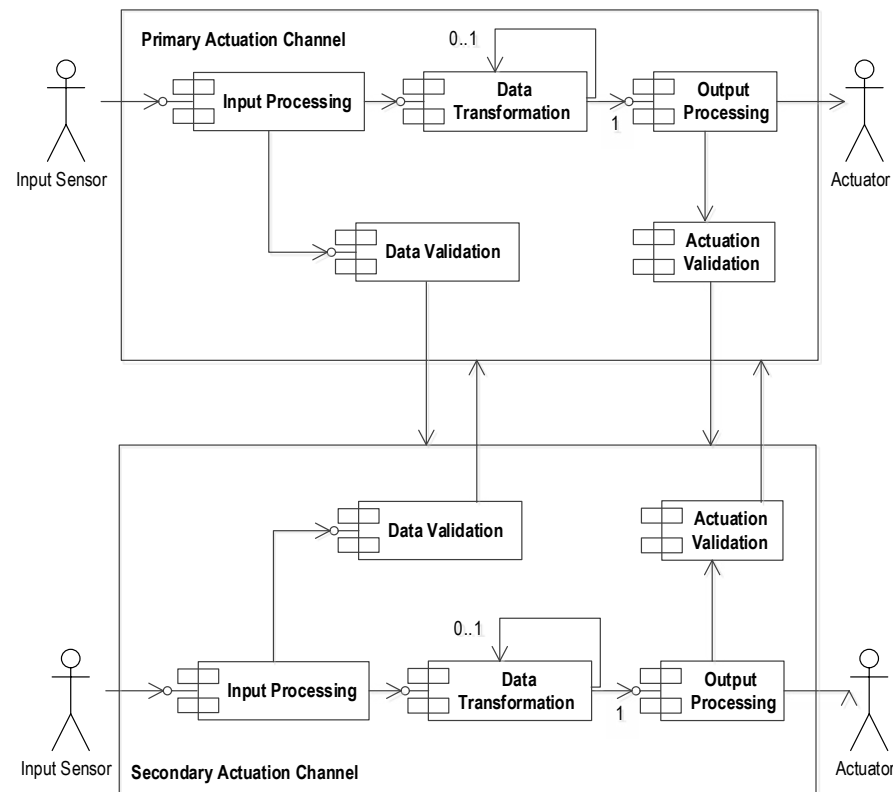 Primary Actuation Channel
0..1
Input Processing
Data
Transformation
Output
Processing
1
Input Sensor
Actuator
Data Validation
Actuation
Validation
Data Validation
Actuation
Validation
0..1
Input Processing
Data
Transformation
Output
Processing
1
Input Sensor
Actuator
Secondary Actuation Channel